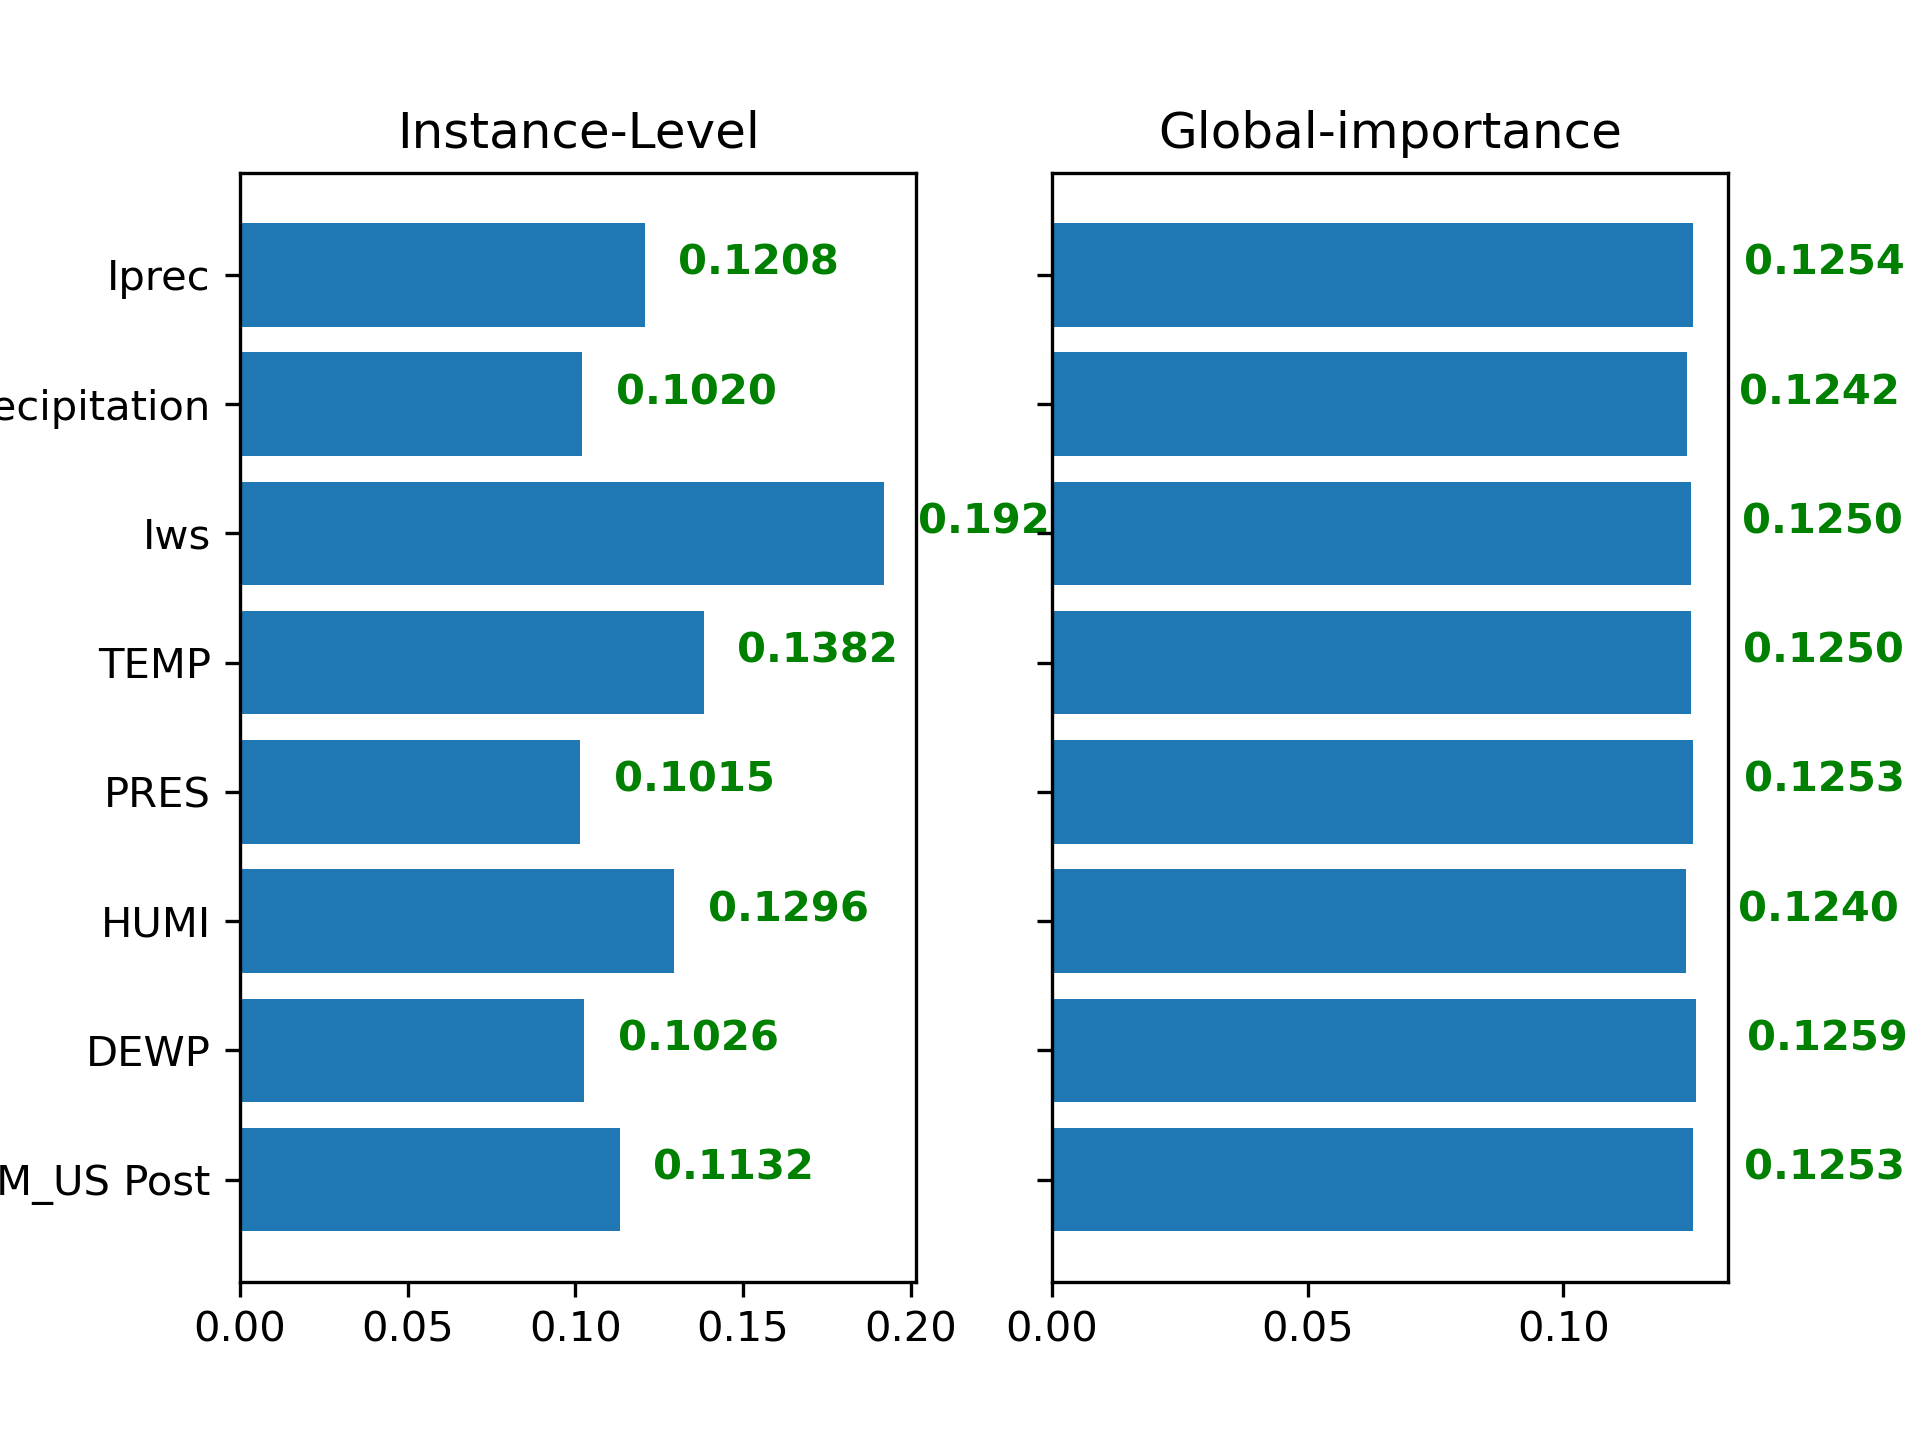 Instance-Level Global-importance
Iprec 0.1208 0.1254
ecipitation 0.1020 0.1242
Iws 0.192 0.1250
TEMP 0.1382 0.1250
PRES 0.1015 0.1253
HUMI 0.1296 0.1240
DEWP 0.1026 0.1259
M_US Post 0.1132 0.1253
0.00 0.05 0.10 0.15 0.20 0.00 0.05 0.10